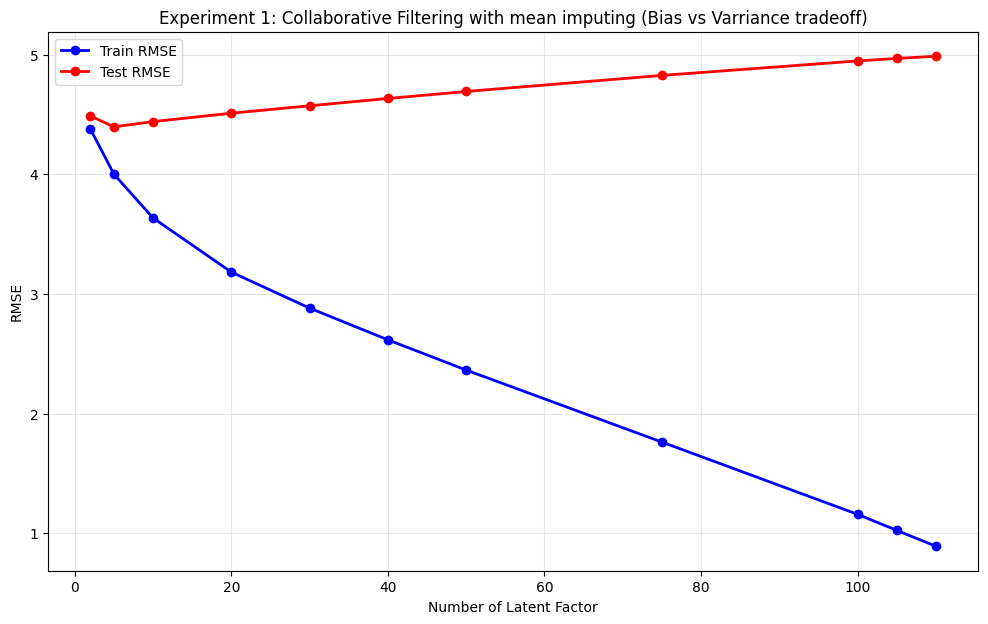 Experiment 1: Collaborative Filtering with mean imputing (Bias vs Varriance tradeoff)
Train RMSE
Test RMSE
RMSE
5
4
3
2
1
0 20 40 60 80 100
Number of Latent Factor